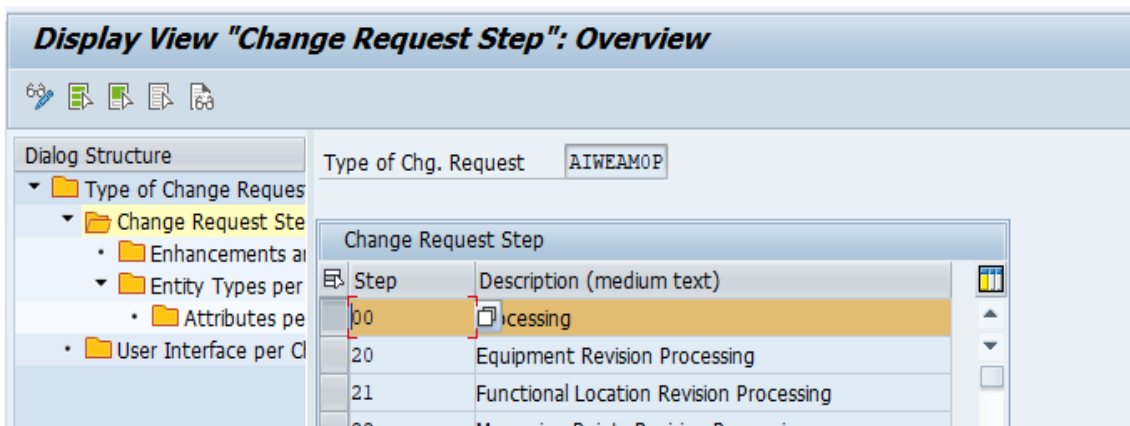 Display View "Change Request Step": Overview
Dialog Structure
Type of Change Reques
Change Request Ste
Enhancements a
Entity Types per
Attributes pe
User Interface per C
Type of Chg. Request AIWEAM0P
Change Request Step
Step Description (medium text)
00 cessing
20 Equipment Revision Processing
21 Functional Location Revision Processing